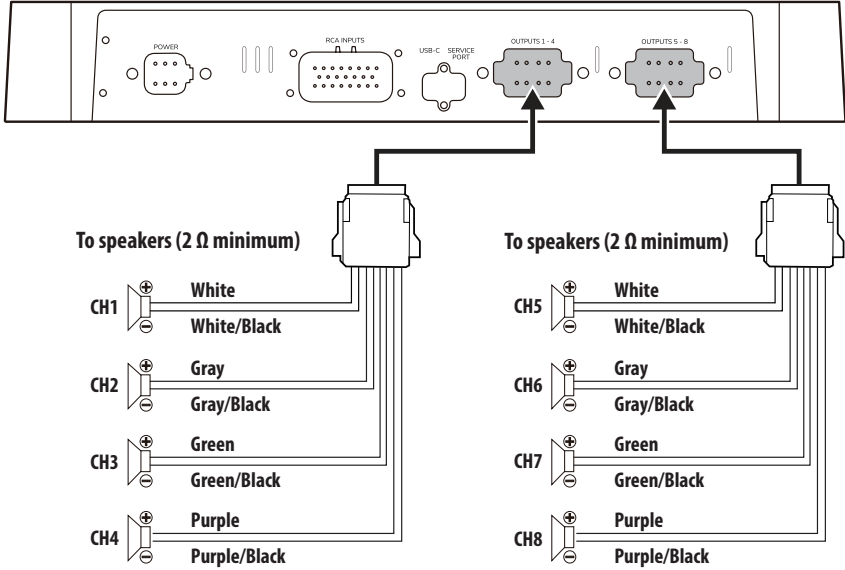 POWER
RCA INPUTS
USB-C SERVICE PORT
OUTPUTS 1 - 4
OUTPUTS 5 - 8
To speakers (2 Ω minimum)
CH1
+
White
−
White/Black
CH2
+
Gray
−
Gray/Black
CH3
+
Green
−
Green/Black
CH4
+
Purple
−
Purple/Black
To speakers (2 Ω minimum)
CH5
+
White
−
White/Black
CH6
+
Gray
−
Gray/Black
CH7
+
Green
−
Green/Black
CH8
+
Purple
−
Purple/Black